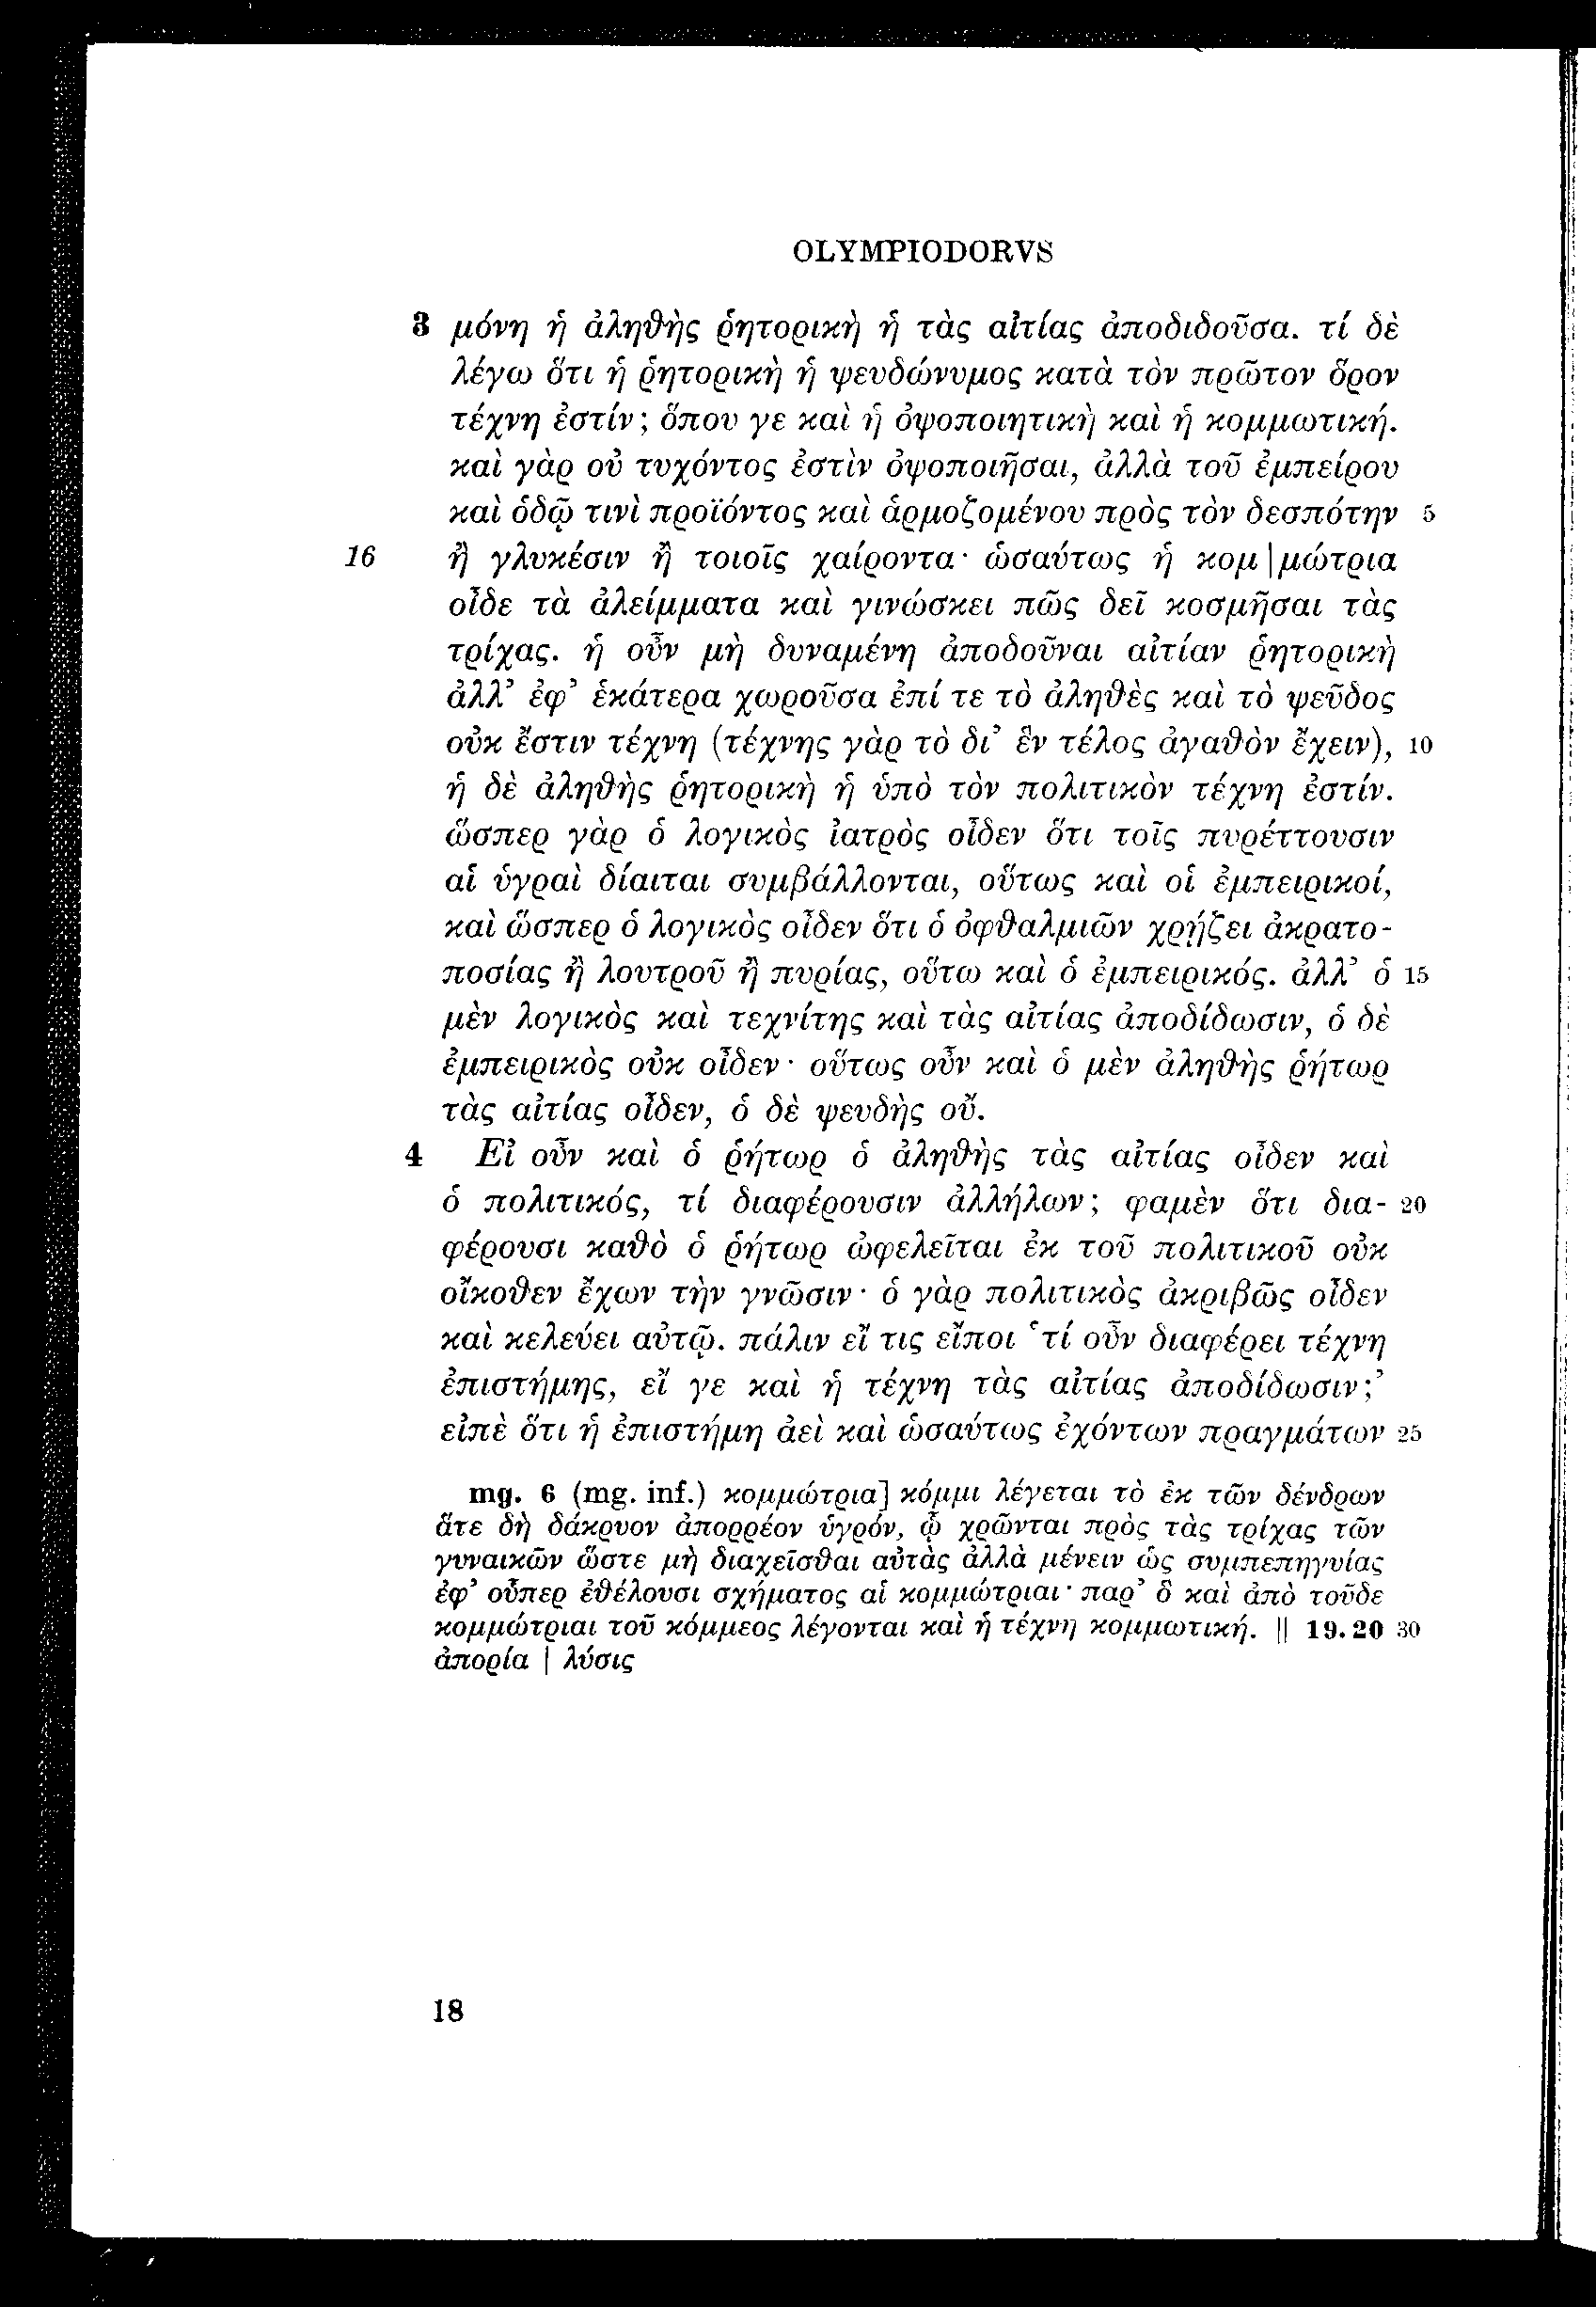 OLYMPIODORVS
3 μόνη ἡ ἀληθὴς ῥητορικὴ ἡ τὰς αἰτίας ἀποδιδοῦσα. τί δὲ
λέγω ὅτι ἡ ῥητορικὴ ἡ ψευδώνυμος κατὰ τὸν πρῶτον ὅρον
τέχνη ἐστίν; ὅπου γε καὶ ἡ ὀψοποιητικὴ καὶ ἡ κομμωτική.
καὶ γὰρ οὐ τυχόντος ἐστὶν ὀψοποιῆσαι, ἀλλὰ τοῦ ἐμπείρου
καὶ ὁδῷ τινὶ προϊόντος καὶ ἁρμοζομένου πρὸς τὸν δεσπότην 5
16 ἢ γλυκέσιν ἢ τοιοῖς χαίροντα· ὡσαύτως ἡ κομ|μώτρια
οἶδε τὰ ἀλείμματα καὶ γινώσκει πῶς δεῖ κοσμῆσαι τὰς
τρίχας. ἡ οὖν μὴ δυναμένη ἀποδοῦναι αἰτίαν ῥητορικὴ
ἀλλ’ ἐφ’ ἑκάτερα χωροῦσα ἐπί τε τὸ ἀληθὲς καὶ τὸ ψεῦδος
οὐκ ἔστιν τέχνη (τέχνης γὰρ τὸ δι’ ἓν τέλος ἀγαθὸν ἔχειν), 10
ἡ δὲ ἀληθὴς ῥητορικὴ ἡ ὑπὸ τὸν πολιτικὸν τέχνη ἐστίν.
ὥσπερ γὰρ ὁ λογικὸς ἰατρὸς οἶδεν ὅτι τοῖς πυρέττουσιν
αἱ ὑγραὶ δίαιται συμβάλλονται, οὕτως καὶ οἱ ἐμπειρικοί,
καὶ ὥσπερ ὁ λογικὸς οἶδεν ὅτι ὁ ὀφθαλμιῶν χρῄζει ἀκρατο-
ποσίας ἢ λουτροῦ ἢ πυρίας, οὕτω καὶ ὁ ἐμπειρικός. ἀλλ’ ὁ 15
μὲν λογικὸς καὶ τεχνίτης καὶ τὰς αἰτίας ἀποδίδωσιν, ὁ δὲ
ἐμπειρικὸς οὐκ οἶδεν· οὕτως οὖν καὶ ὁ μὲν ἀληθὴς ῥήτωρ
τὰς αἰτίας οἶδεν, ὁ δὲ ψευδὴς οὔ.
4 Εἰ οὖν καὶ ὁ ῥήτωρ ὁ ἀληθὴς τὰς αἰτίας οἶδεν καὶ
ὁ πολιτικός, τί διαφέρουσιν ἀλλήλων; φαμὲν ὅτι δια- 20
φέρουσι καθὸ ὁ ῥήτωρ ὠφελεῖται ἐκ τοῦ πολιτικοῦ οὐκ
οἴκοθεν ἔχων τὴν γνῶσιν· ὁ γὰρ πολιτικὸς ἀκριβῶς οἶδεν
καὶ κελεύει αὐτῷ. πάλιν εἴ τις εἴποι ‘τί οὖν διαφέρει τέχνη
ἐπιστήμης, εἴ γε καὶ ἡ τέχνη τὰς αἰτίας ἀποδίδωσιν;’
εἰπὲ ὅτι ἡ ἐπιστήμη ἀεὶ καὶ ὡσαύτως ἐχόντων πραγμάτων 25
mg. 6 (mg. inf.) κομμώτρια] κόμμι λέγεται τὸ ἐκ τῶν δένδρων
ἅτε δὴ δάκρυον ἀπορρέον ὑγρόν, ᾧ χρῶνται πρὸς τὰς τρίχας τῶν
γυναικῶν ὥστε μὴ διαχεῖσθαι αὐτὰς ἀλλὰ μένειν ὡς συμπεπηγυίας
ἐφ’ οὗπερ ἐθέλουσι σχήματος αἱ κομμώτριαι· παρ’ ὃ καὶ ἀπὸ τοῦδε
κομμώτριαι τοῦ κόμμεος λέγονται καὶ ἡ τέχνη κομμωτική. || 19. 20 30
ἀπορία | λύσις
18